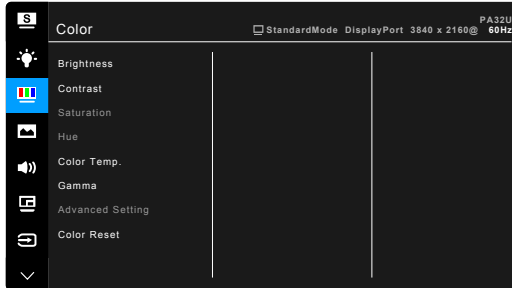 S
Color
PA32U
StandardMode DisplayPort 3840 x 2160@ 60Hz
Brightness
Contrast
Saturation
Hue
Color Temp.
Gamma
Advanced Setting
Color Reset